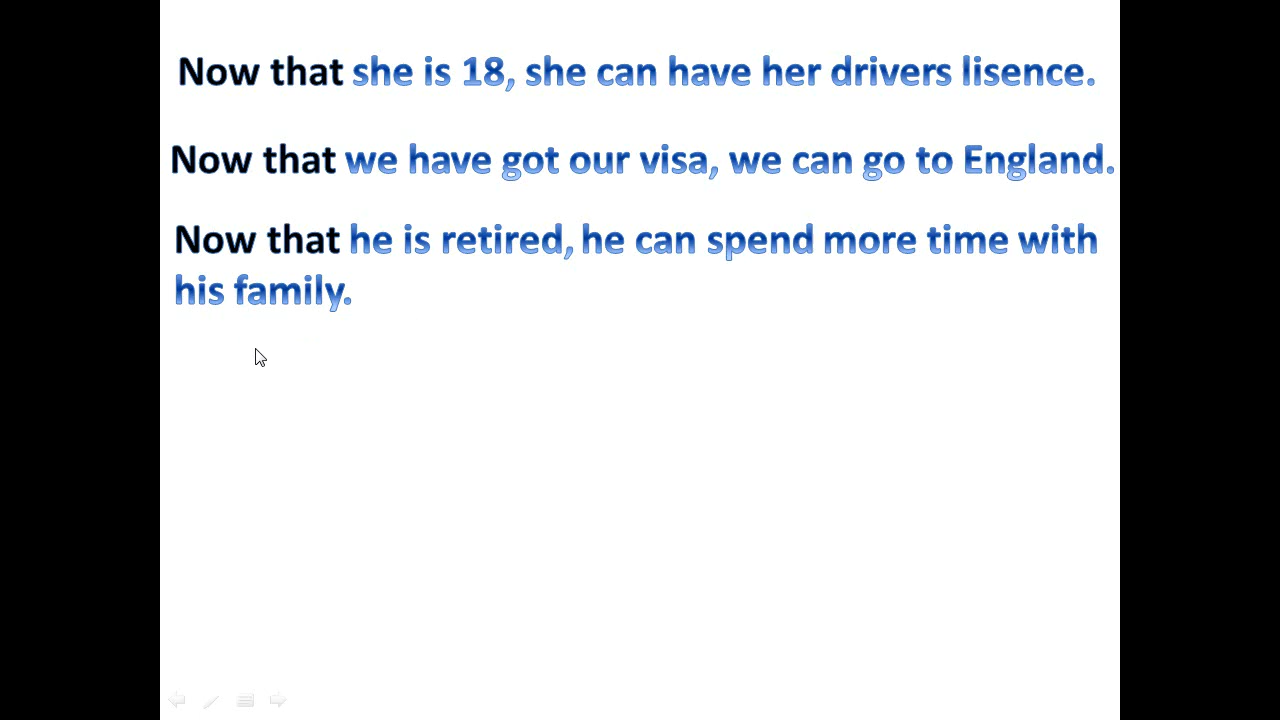 Now that she is 18, she can have her drivers lisence.
Now that we have got our visa, we can go to England.
Now that he is retired, he can spend more time with
his family.